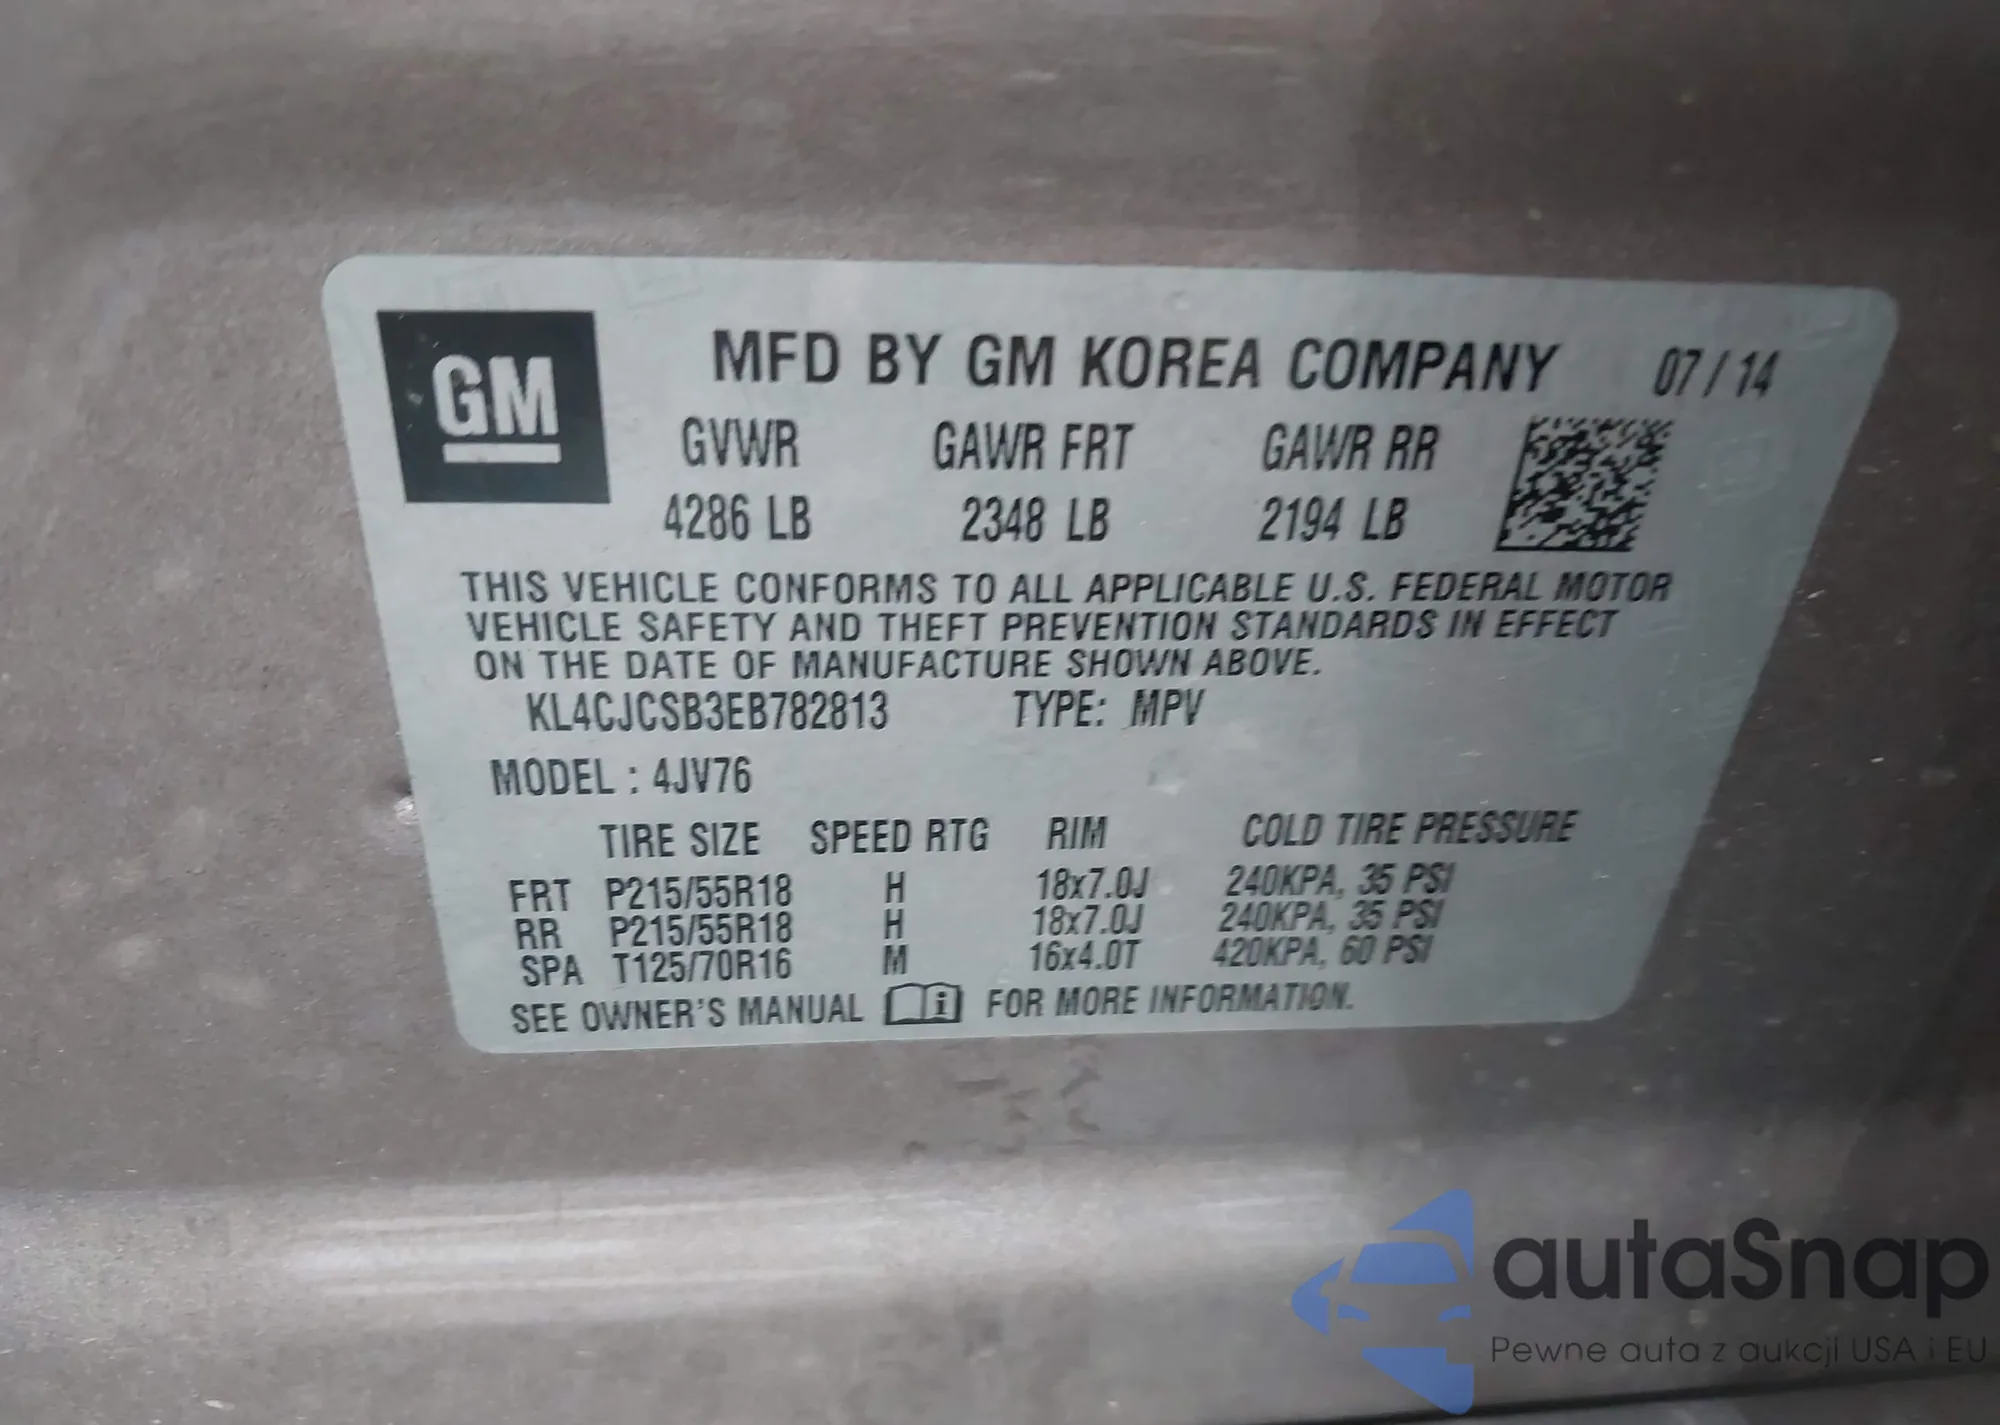 GM
MFD BY GM KOREA COMPANY 07/14
GVWR GAWR FRT GAWR RR
4286 LB 2348 LB 2194 LB
THIS VEHICLE CONFORMS TO ALL APPLICABLE U.S. FEDERAL MOTOR
VEHICLE SAFETY AND THEFT PREVENTION STANDARDS IN EFFECT
ON THE DATE OF MANUFACTURE SHOWN ABOVE.
KL4CJCSB3EB782813 TYPE: MPV
MODEL : 4JV76
TIRE SIZE SPEED RTG RIM COLD TIRE PRESSURE
FRT P215/55R18 H 18x7.0J 240KPA, 35 PSI
RR P215/55R18 H 18x7.0J 240KPA, 35 PSI
SPA T125/70R16 M 16x4.0T 420KPA, 60 PSI
SEE OWNER'S MANUAL i FOR MORE INFORMATION.
autaSnap
Pewne auta z aukcji USA i EU